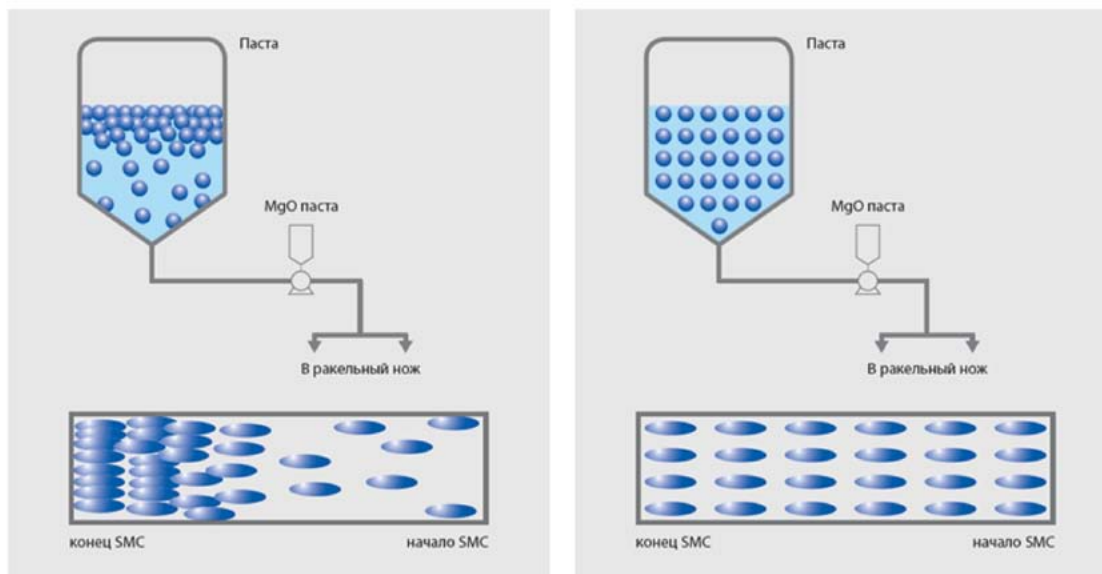 Паста
MgO паста
В ракельный нож
конец SMC
начало SMC
Паста
MgO паста
В ракельный нож
конец SMC
начало SMC